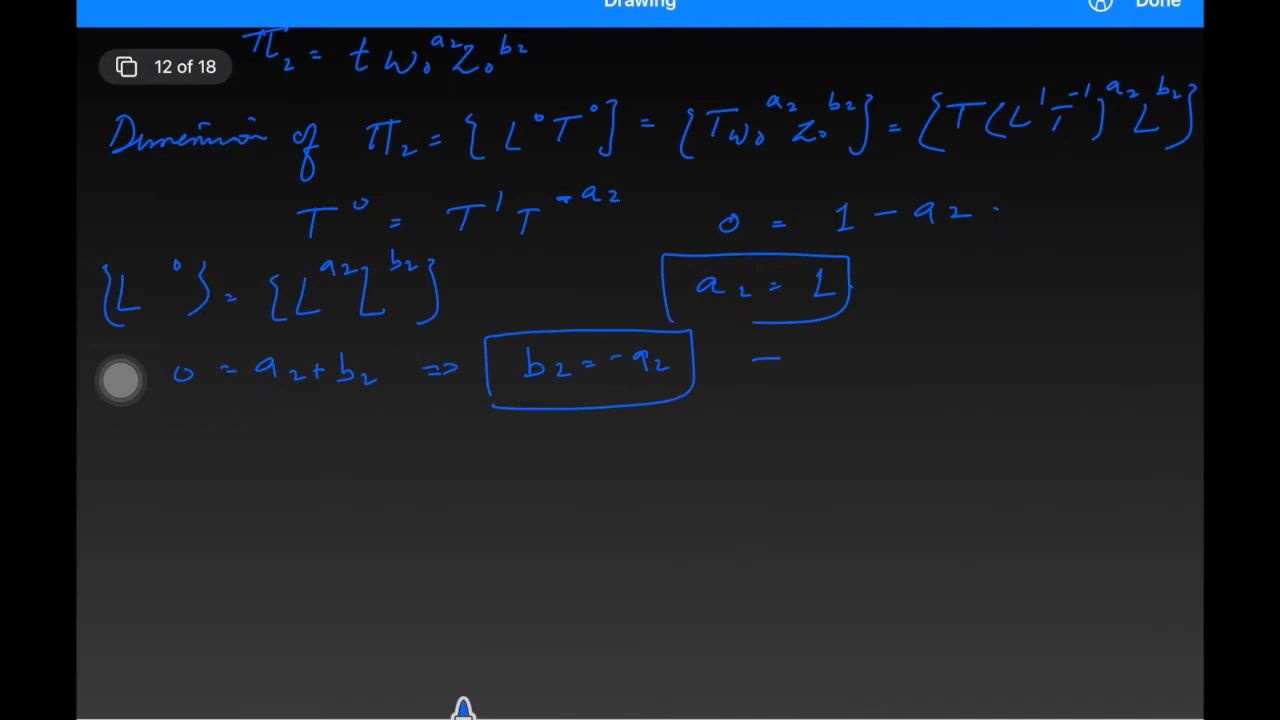 Drawing
Done
Π₂ = t w₀^a₂ z₀^b₂
12 of 18
Dimension of Π₂ = {L⁰T⁰} = {T w₀^a₂ z₀^b₂} = {T(L¹T⁻¹)^a₂ L^b₂}
T⁰ = T¹T^-a₂ 0 = 1 - a₂.
{L⁰} = {L^a₂ L^b₂} a₂ = 1
0 = a₂ + b₂ ⇒ b₂ = -a₂ —